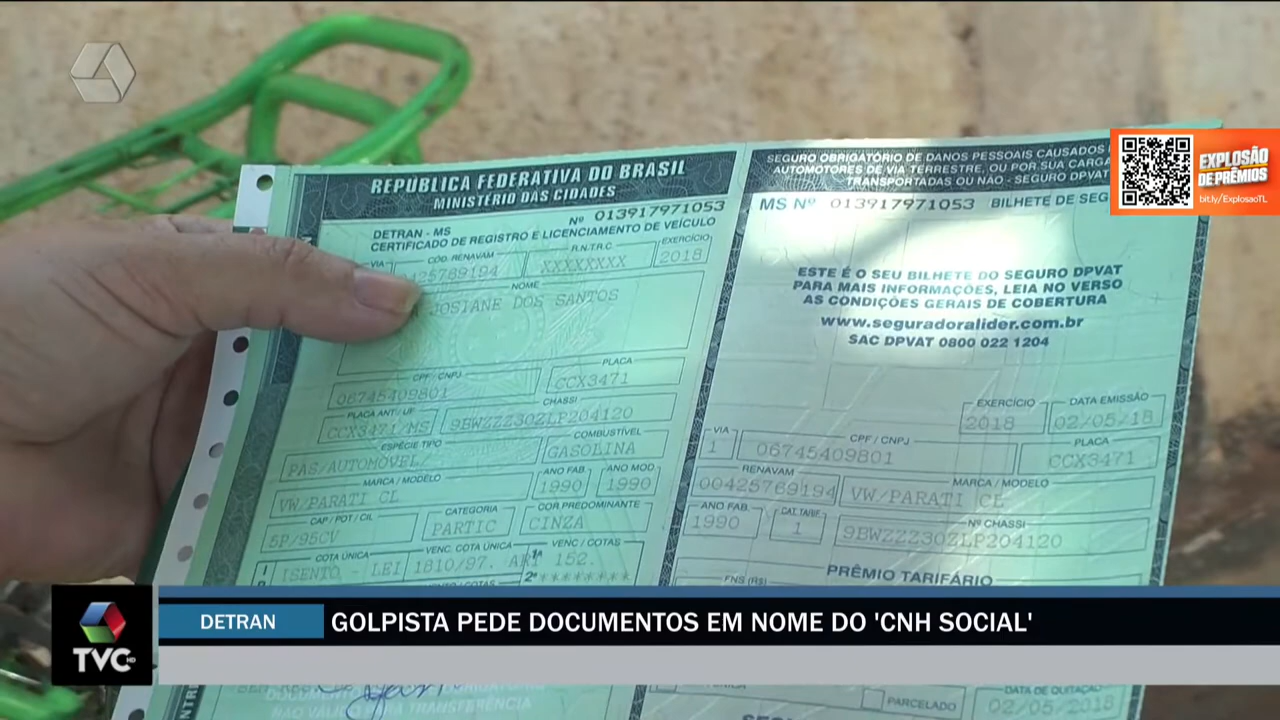 REPÚBLICA FEDERATIVA DO BRASIL
MINISTÉRIO DAS CIDADES
Nº 013917971053
DETRAN - MS
CERTIFICADO DE REGISTRO E LICENCIAMENTO DE VEÍCULO
VIA CÓD. RENAVAM R.N.T.R.C EXERCÍCIO
425769194 XXXXXXXX 2018
NOME
JOSIANE DOS SANTOS
CPF / CNPJ PLACA
06745409801 CCX3471
PLACA ANT / UF CHASSI
CCX3471/MS 9BWZZZ30ZLP204120
ESPÉCIE TIPO COMBUSTÍVEL
PAS/AUTOMOVEL GASOLINA
MARCA / MODELO ANO FAB. ANO MOD.
VW/PARATI CL 1990 1990
CAP / POT / CIL CATEGORIA COR PREDOMINANTE
5P/95CV PARTIC CINZA
COTA ÚNICA VENC. COTA ÚNICA VENC / COTAS
ISENTO - LEI 1810/97. ART 152.
SEGURO OBRIGATÓRIO DE DANOS PESSOAIS CAUSADOS
AUTOMOTORES DE VIA TERRESTRE, OU POR SUA CARGA
TRANSPORTADAS OU NÃO - SEGURO DPVAT
MS Nº 013917971053 BILHETE DE SEG
ESTE É O SEU BILHETE DO SEGURO DPVAT
PARA MAIS INFORMAÇÕES, LEIA NO VERSO
AS CONDIÇÕES GERAIS DE COBERTURA
www.seguradoralider.com.br
SAC DPVAT 0800 022 1204
EXERCÍCIO DATA EMISSÃO
2018 02/05/18
VIA CPF / CNPJ PLACA
1 06745409801 CCX3471
RENAVAM MARCA / MODELO
00425769194 VW/PARATI CL
ANO FAB. CAT. TARIF. Nº CHASSI
1990 1 9BWZZZ30ZLP204120
PRÊMIO TARIFÁRIO
FNS (R$)
EXPLOSÃO
DE PRÊMIOS
bit.ly/ExplosaoTL
DETRAN
GOLPISTA PEDE DOCUMENTOS EM NOME DO 'CNH SOCIAL'
TVC HD
NÃO VÁLIDO PARA TRANSFERÊNCIA
PARCELADO
DATA DE QUITAÇÃO
02/05/2018